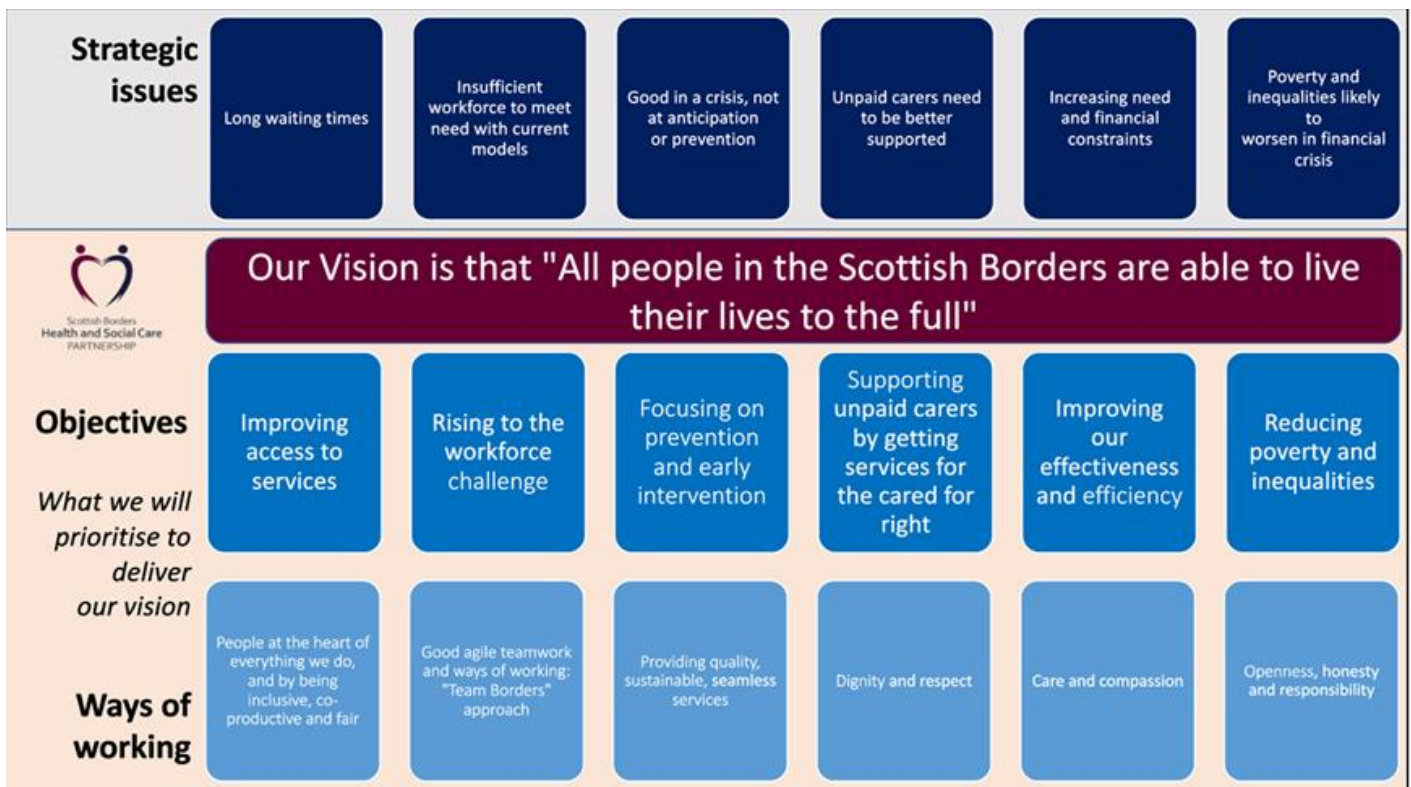 Strategic
issues
Long waiting times
Insufficient
workforce to meet
need with current
models
Good in a crisis, not
at anticipation
or prevention
Unpaid carers need
to be better
supported
Increasing need
and financial
constraints
Poverty and
inequalities likely
to
worsen in financial
crisis
Scottish Borders
Health and Social Care
PARTNERSHIP
Our Vision is that "All people in the Scottish Borders are able to live
their lives to the full"
Objectives
What we will
prioritise to
deliver
our vision
Improving
access to
services
Rising to the
workforce
challenge
Focusing on
prevention
and early
intervention
Supporting
unpaid carers
by getting
services for
the cared for
right
Improving
our
effectiveness
and efficiency
Reducing
poverty and
inequalities
Ways of
working
People at the heart of
everything we do,
and by being
inclusive, co-
productive and fair
Good agile teamwork
and ways of working:
"Team Borders"
approach
Providing quality,
sustainable, seamless
services
Dignity and respect
Care and compassion
Openness, honesty
and responsibility